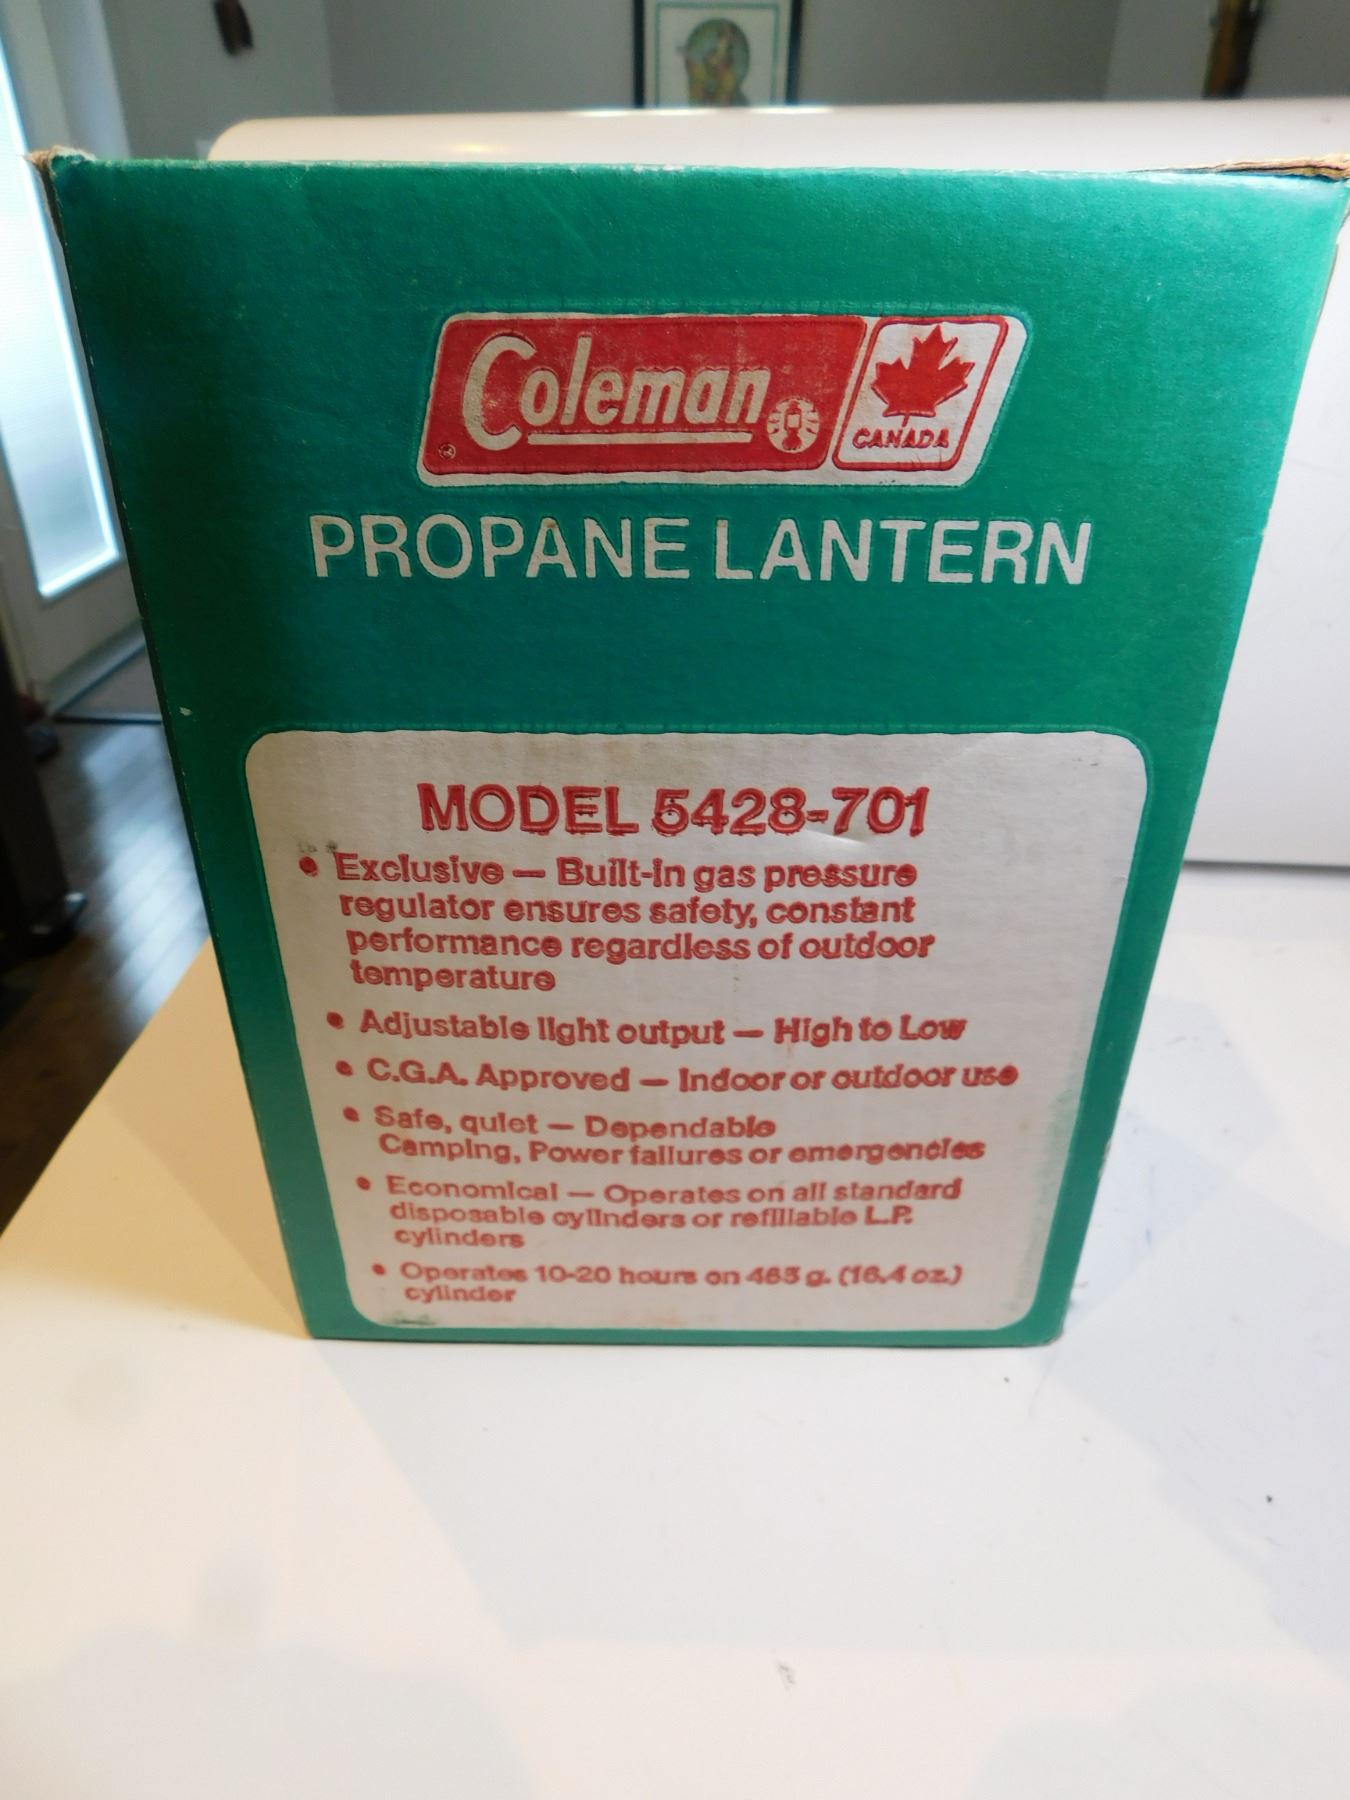 Coleman
CANADA
PROPANE LANTERN
MODEL 5428-701
• Exclusive — Built-in gas pressure
regulator ensures safety, constant
performance regardless of outdoor
temperature
• Adjustable light output — High to Low
• C.G.A. Approved — Indoor or outdoor use
• Safe, quiet — Dependable
Camping, Power failures or emergencies
• Economical — Operates on all standard
disposable cylinders or refillable L.P.
cylinders
• Operates 10-20 hours on 465 g. (16.4 oz.)
cylinder